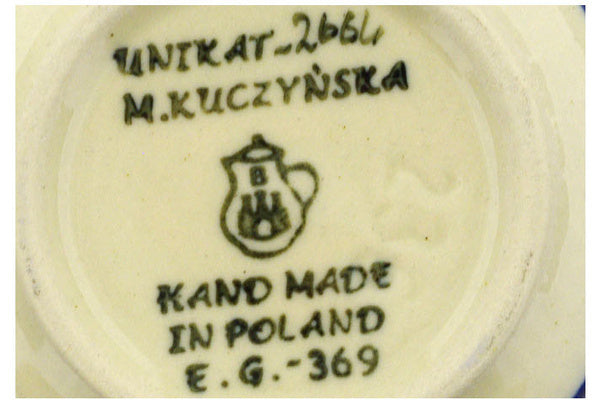 UNIKAT-2664
M.KUCZYŃSKA
B
HAND MADE
IN POLAND
E.G.-369